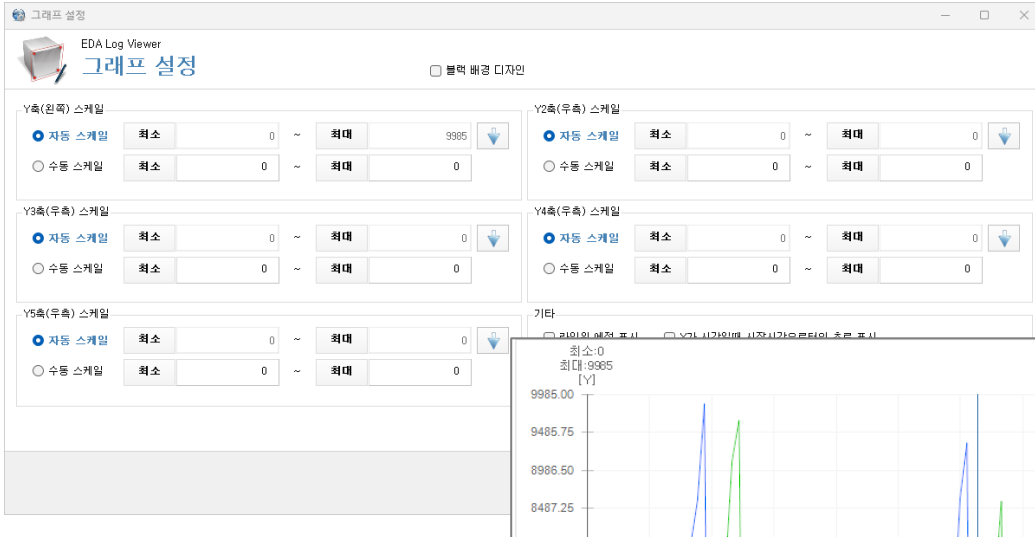 그래프 설정
EDA Log Viewer
그래프 설정
블랙 배경 디자인
Y축(왼쪽) 스케일
자동 스케일 최소 0 ~ 최대 9985
수동 스케일 최소 0 ~ 최대 0
Y2축(우측) 스케일
자동 스케일 최소 0 ~ 최대 0
수동 스케일 최소 0 ~ 최대 0
Y3축(우측) 스케일
자동 스케일 최소 0 ~ 최대 0
수동 스케일 최소 0 ~ 최대 0
Y4축(우측) 스케일
자동 스케일 최소 0 ~ 최대 0
수동 스케일 최소 0 ~ 최대 0
Y5축(우측) 스케일
자동 스케일 최소 0 ~ 최대 0
수동 스케일 최소 0 ~ 최대 0
기타
최소:0
최대:9985
[Y]
9985.00
9485.75
8986.50
8487.25